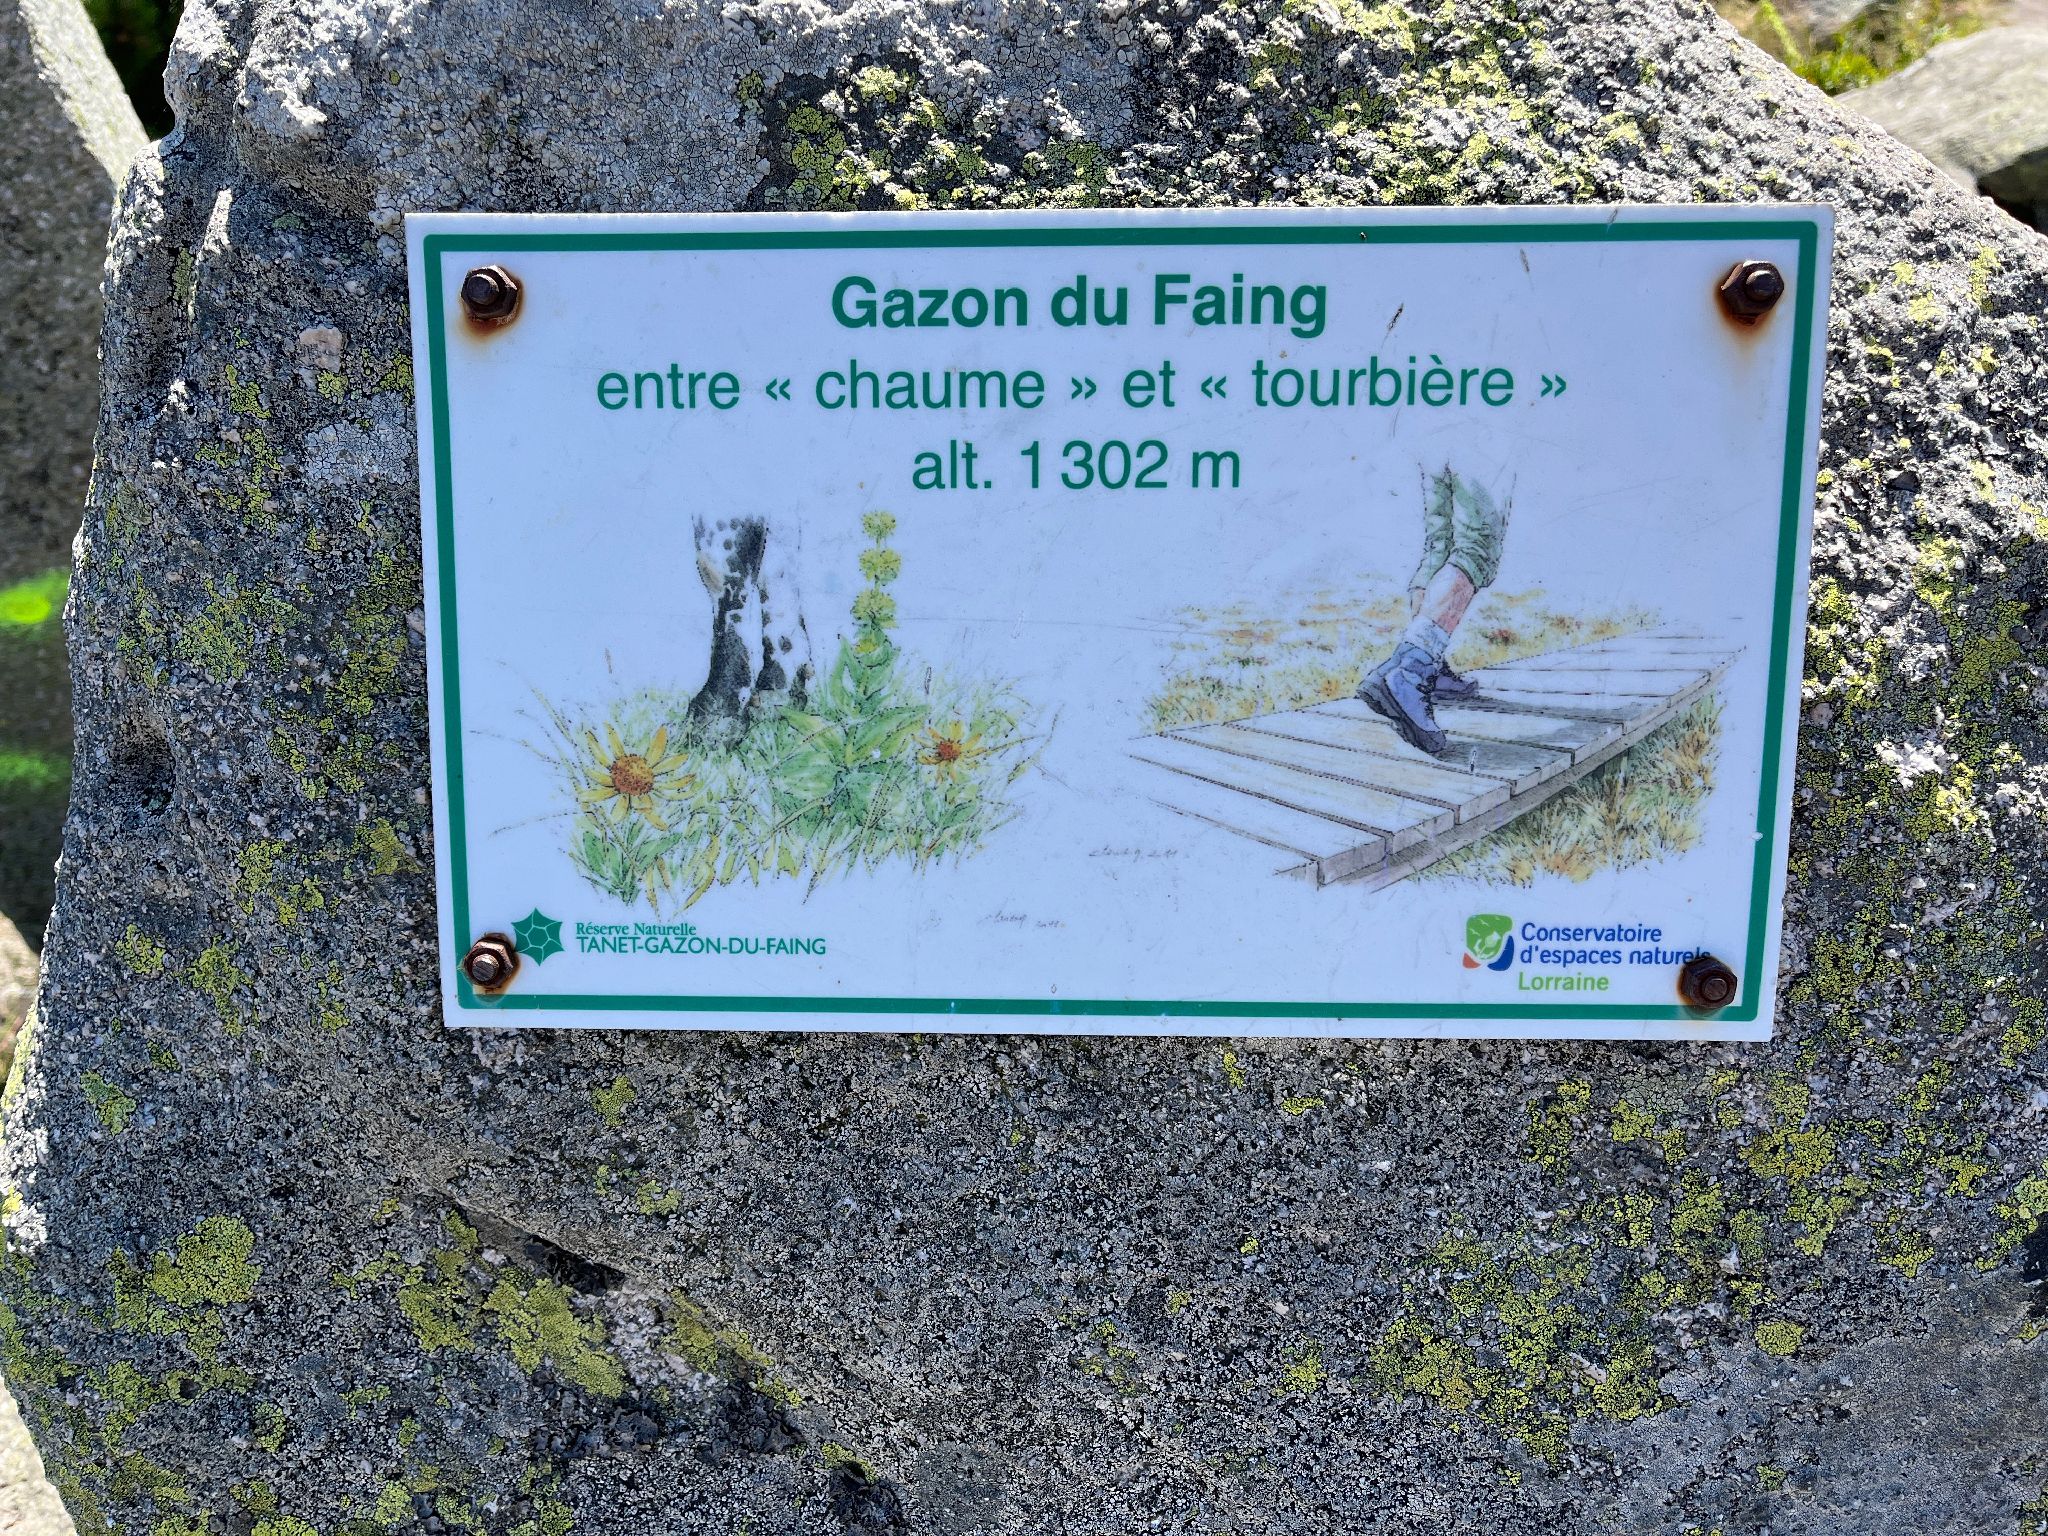 Gazon du Faing
entre « chaume » et « tourbière »
alt. 1 302 m
Réserve Naturelle
TANET-GAZON-DU-FAING
Conservatoire
d'espaces naturels
Lorraine